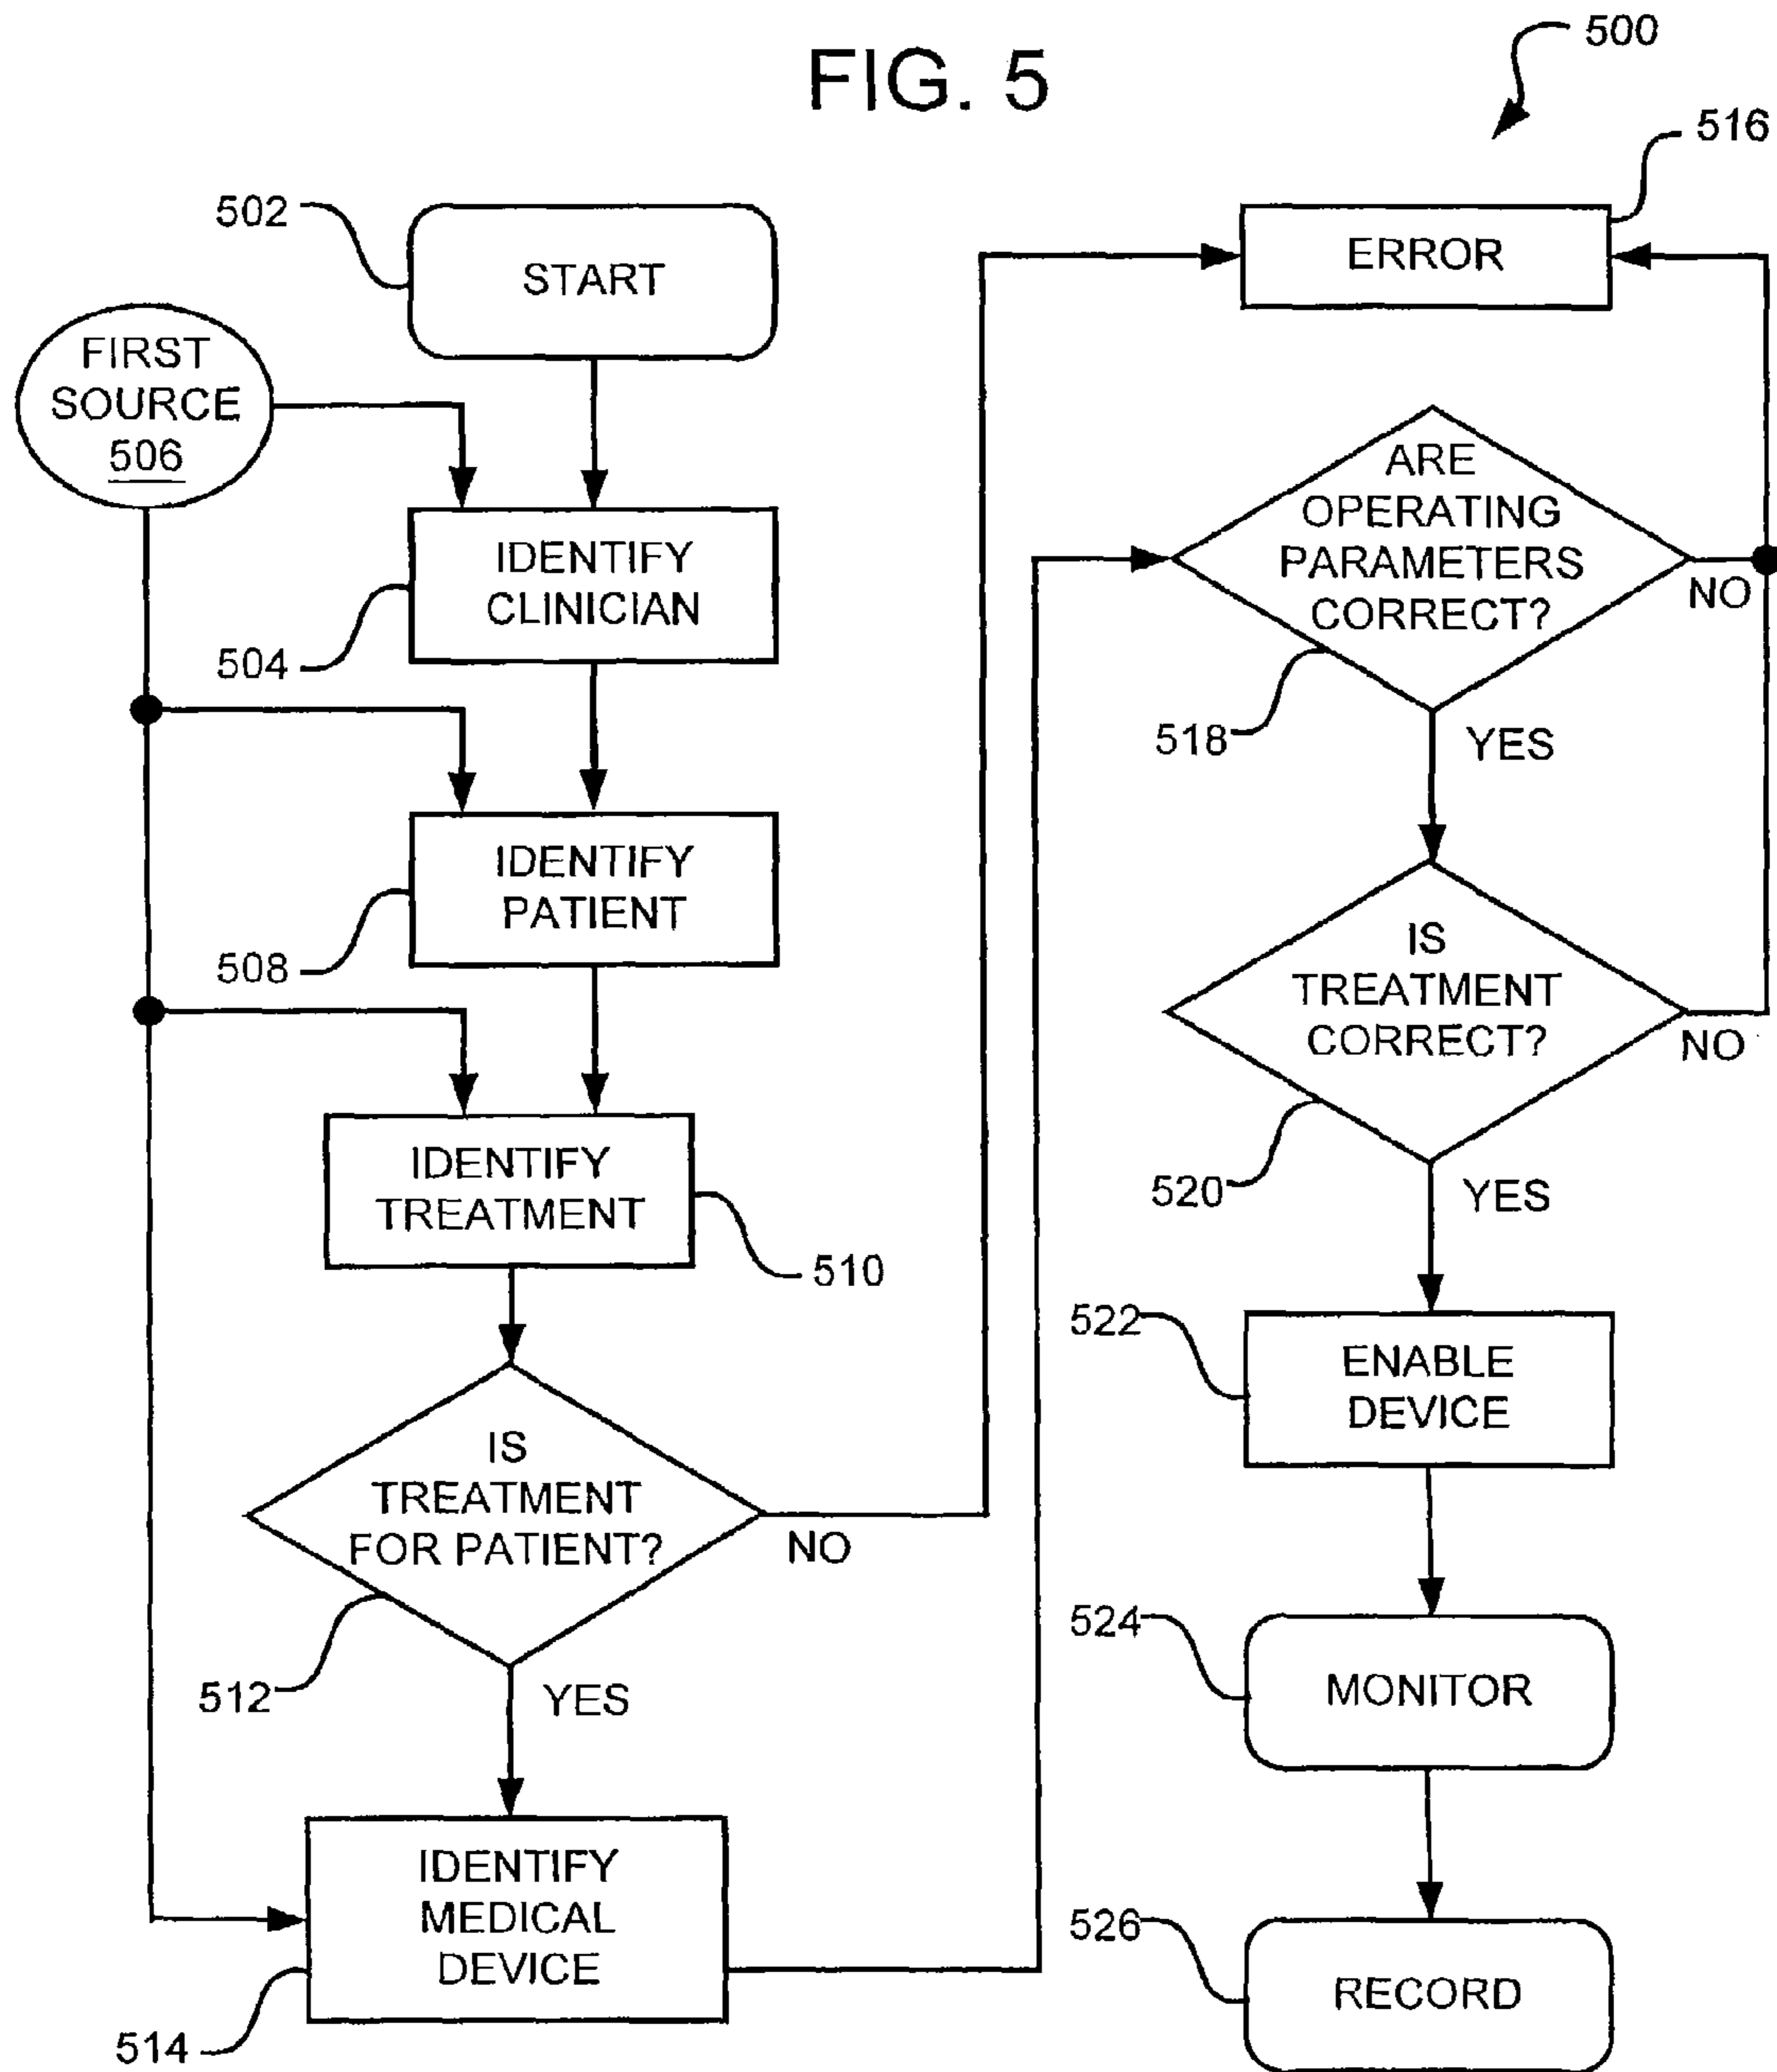 FIG. 5
500
502
START
FIRST
SOURCE
506
IDENTIFY
CLINICIAN
504
IDENTIFY
PATIENT
508
IDENTIFY
TREATMENT
510
IS
TREATMENT
FOR PATIENT?
NO
512
YES
IDENTIFY
MEDICAL
DEVICE
514
516
ERROR
ARE
OPERATING
PARAMETERS
CORRECT?
NO
518
YES
IS
TREATMENT
CORRECT?
NO
520
YES
522
ENABLE
DEVICE
524
MONITOR
526
RECORD